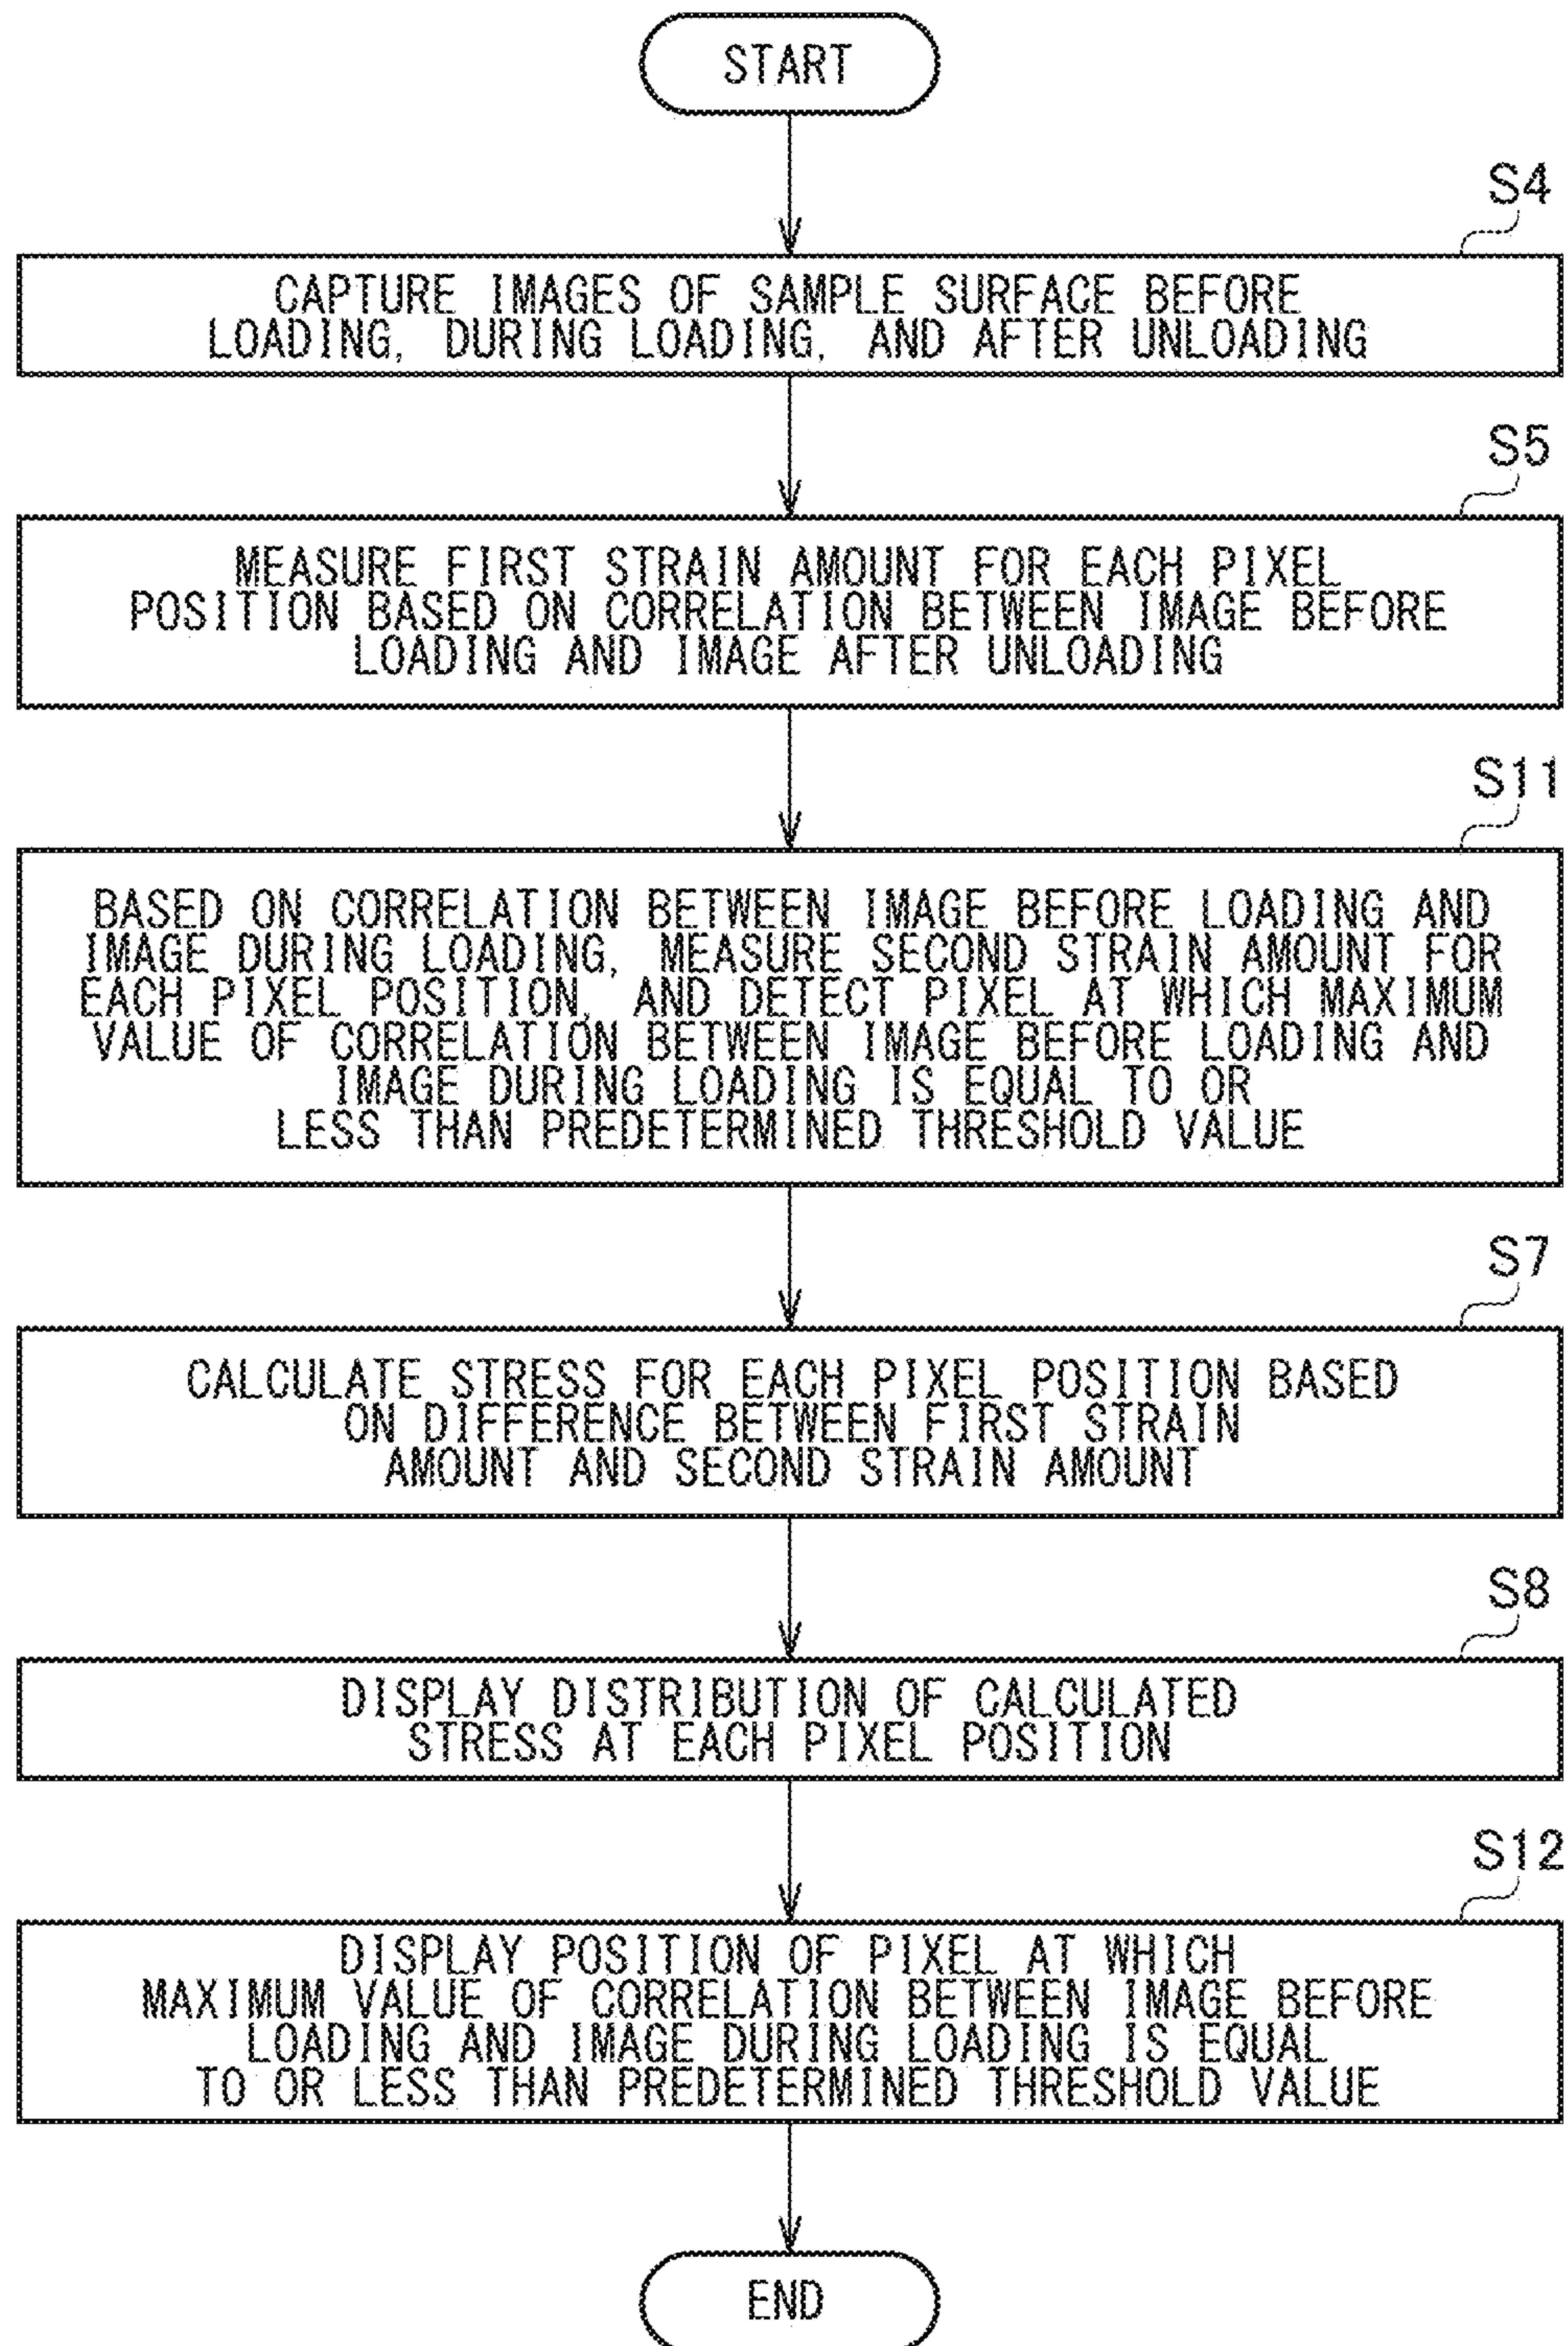 START
S4
CAPTURE IMAGES OF SAMPLE SURFACE BEFORE
LOADING, DURING LOADING, AND AFTER UNLOADING
S5
MEASURE FIRST STRAIN AMOUNT FOR EACH PIXEL
POSITION BASED ON CORRELATION BETWEEN IMAGE BEFORE
LOADING AND IMAGE AFTER UNLOADING
S11
BASED ON CORRELATION BETWEEN IMAGE BEFORE LOADING AND
IMAGE DURING LOADING, MEASURE SECOND STRAIN AMOUNT FOR
EACH PIXEL POSITION, AND DETECT PIXEL AT WHICH MAXIMUM
VALUE OF CORRELATION BETWEEN IMAGE BEFORE LOADING AND
IMAGE DURING LOADING IS EQUAL TO OR
LESS THAN PREDETERMINED THRESHOLD VALUE
S7
CALCULATE STRESS FOR EACH PIXEL POSITION BASED
ON DIFFERENCE BETWEEN FIRST STRAIN
AMOUNT AND SECOND STRAIN AMOUNT
S8
DISPLAY DISTRIBUTION OF CALCULATED
STRESS AT EACH PIXEL POSITION
S12
DISPLAY POSITION OF PIXEL AT WHICH
MAXIMUM VALUE OF CORRELATION BETWEEN IMAGE BEFORE
LOADING AND IMAGE DURING LOADING IS EQUAL
TO OR LESS THAN PREDETERMINED THRESHOLD VALUE
END